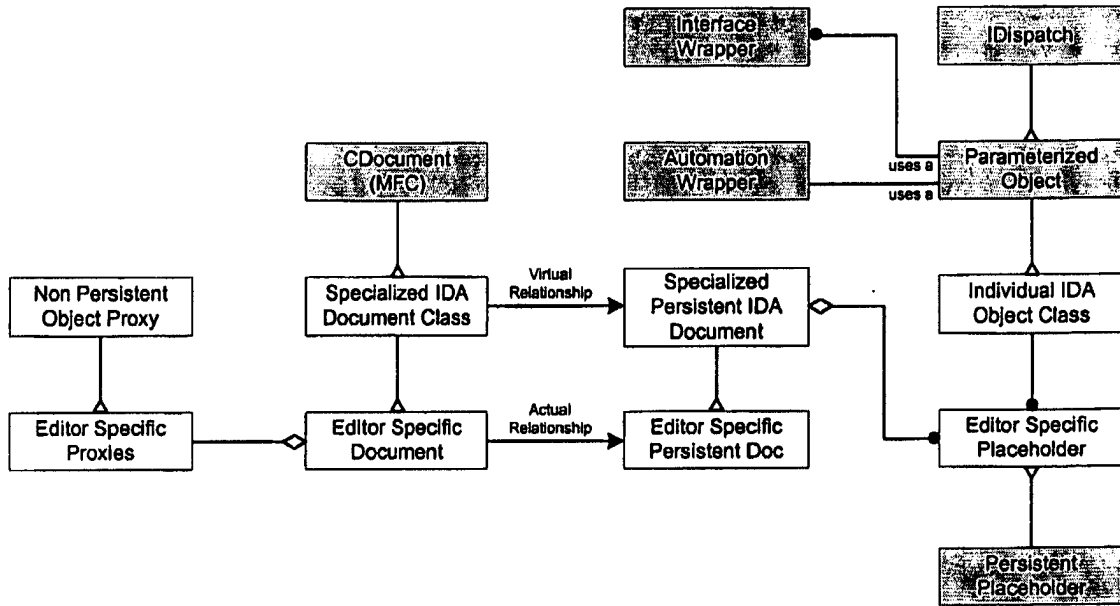 Interface
Wrapper
IDispatch
CDocument
(MFC)
Automation
Wrapper
uses a
uses a
Parameterized
Object
Non Persistent
Object Proxy
Specialized IDA
Document Class
Virtual
Relationship
Specialized
Persistent IDA
Document
Individual IDA
Object Class
Editor Specific
Proxies
Editor Specific
Document
Actual
Relationship
Editor Specific
Persistent Doc
Editor Specific
Placeholder
Persistent
Placeholder